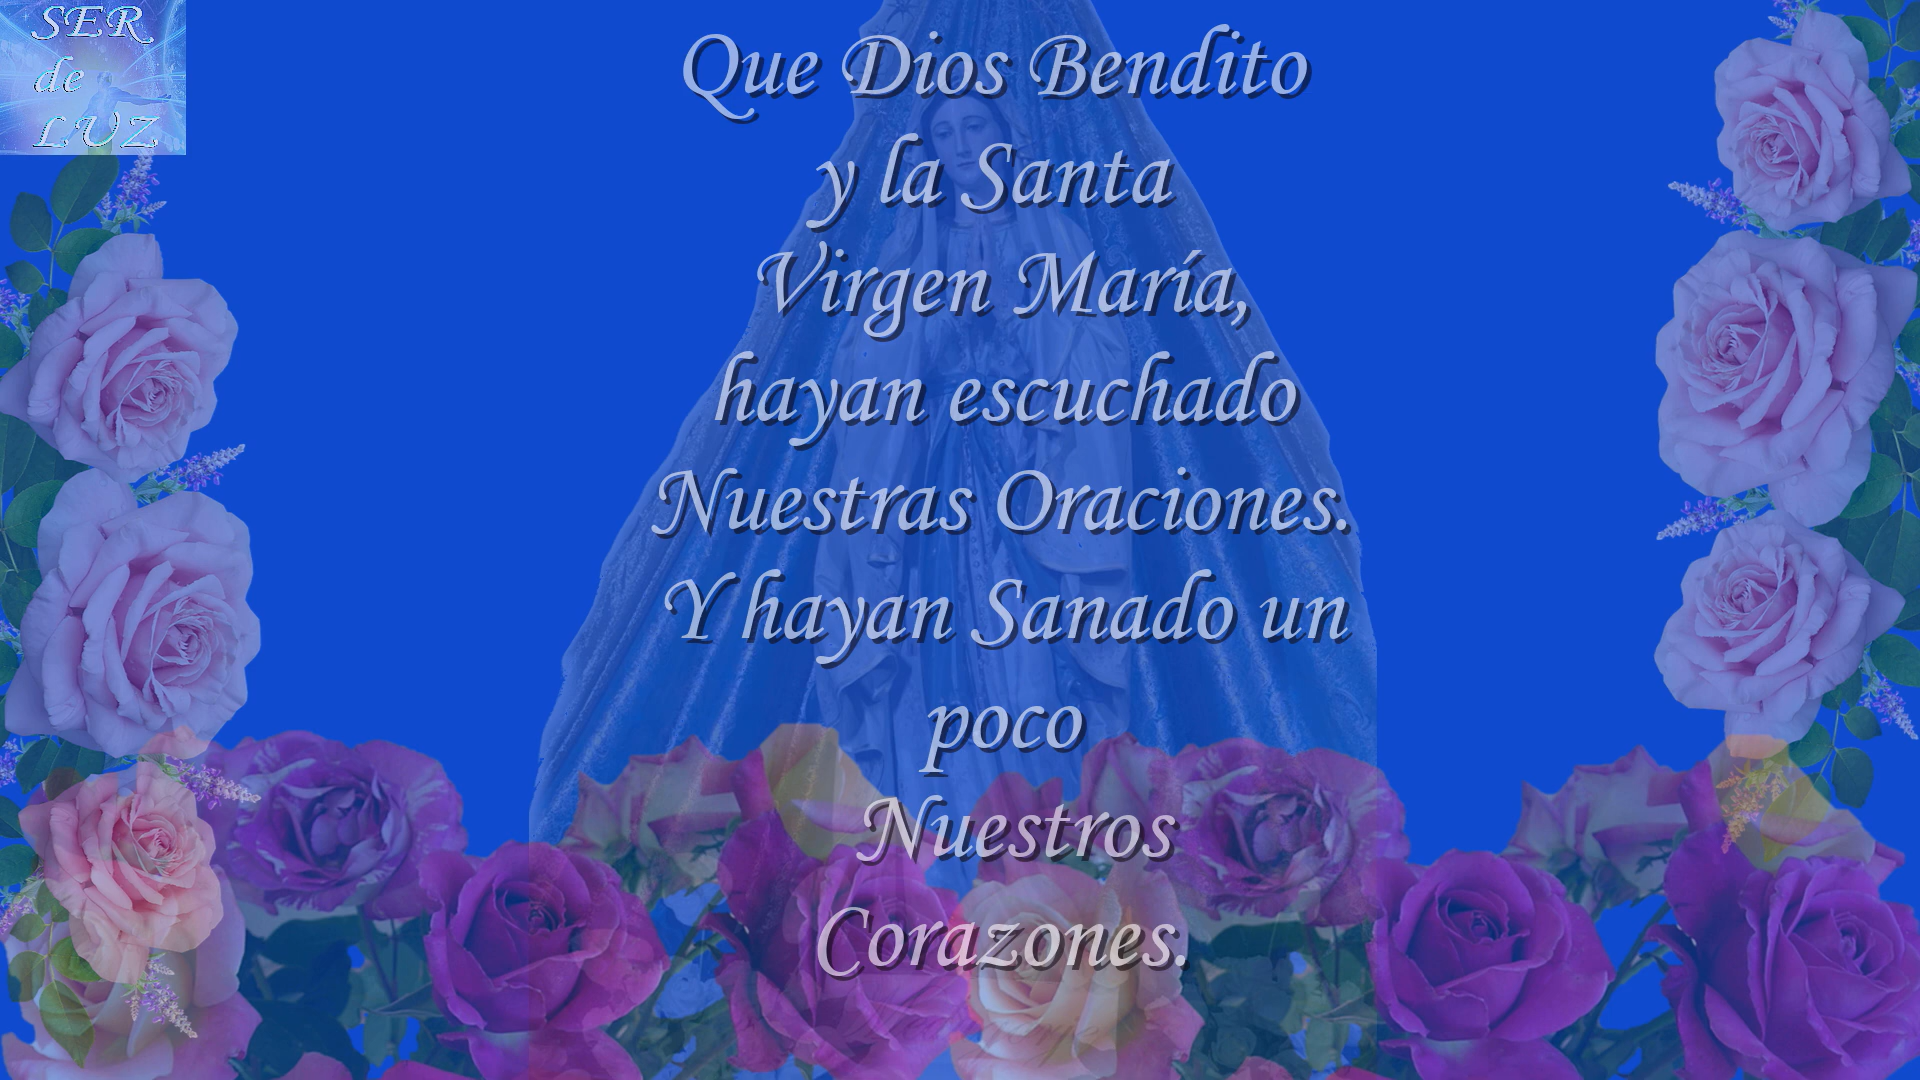 SER
de
LUZ
Que Dios Bendito
y la Santa
Virgen María,
hayan escuchado
Nuestras Oraciones.
Y hayan Sanado un
poco
Nuestros
Corazones.